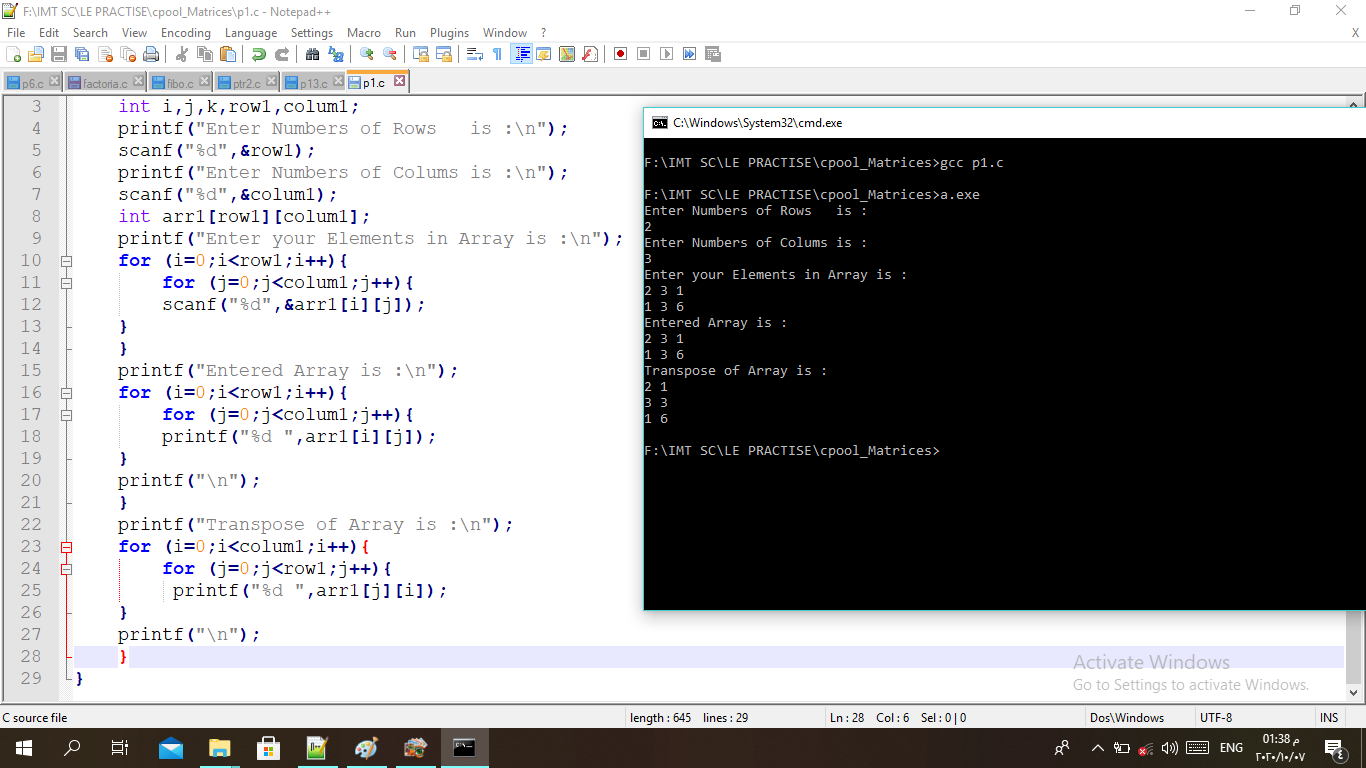 F:\IMT SC\LE PRACTISE\cpool_Matrices\p1.c - Notepad++
File Edit Search View Encoding Language Settings Macro Run Plugins Window ? X
p6.c factoria.c fibo.c ptr2.c p13.c p1.c
3 int i,j,k,row1,colum1;
4 printf("Enter Numbers of Rows   is :\n");
5 scanf("%d",&row1);
6 printf("Enter Numbers of Colums is :\n");
7 scanf("%d",&colum1);
8 int arr1[row1][colum1];
9 printf("Enter your Elements in Array is :\n");
10 for (i=0;i<row1;i++){
11 for (j=0;j<colum1;j++){
12 scanf("%d",&arr1[i][j]);
13 }
14 }
15 printf("Entered Array is :\n");
16 for (i=0;i<row1;i++){
17 for (j=0;j<colum1;j++){
18 printf("%d ",arr1[i][j]);
19 }
20 printf("\n");
21 }
22 printf("Transpose of Array is :\n");
23 for (i=0;i<colum1;i++){
24 for (j=0;j<row1;j++){
25 printf("%d ",arr1[j][i]);
26 }
27 printf("\n");
28 }
29 }
C:\Windows\System32\cmd.exe
F:\IMT SC\LE PRACTISE\cpool_Matrices>gcc p1.c
F:\IMT SC\LE PRACTISE\cpool_Matrices>a.exe
Enter Numbers of Rows   is :
2
Enter Numbers of Colums is :
3
Enter your Elements in Array is :
2 3 1
1 3 6
Entered Array is :
2 3 1
1 3 6
Transpose of Array is :
2 1
3 3
1 6
F:\IMT SC\LE PRACTISE\cpool_Matrices>
Activate Windows
Go to Settings to activate Windows.
C source file length : 645 lines : 29 Ln : 28 Col : 6 Sel : 0 | 0 Dos\Windows UTF-8 INS
ENG
01:38 م
٢٠٢٠/١٠/٠٧